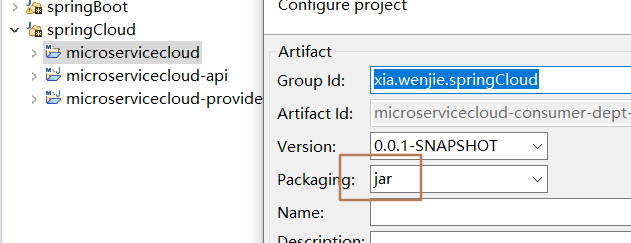 springBoot
springCloud
microservicecloud
microservicecloud-api
microservicecloud-provide
Configure project
Artifact
Group Id: xia.wenjie.springCloud
Artifact Id: microservicecloud-consumer-dept-
Version: 0.0.1-SNAPSHOT
Packaging: jar
Name:
Description: